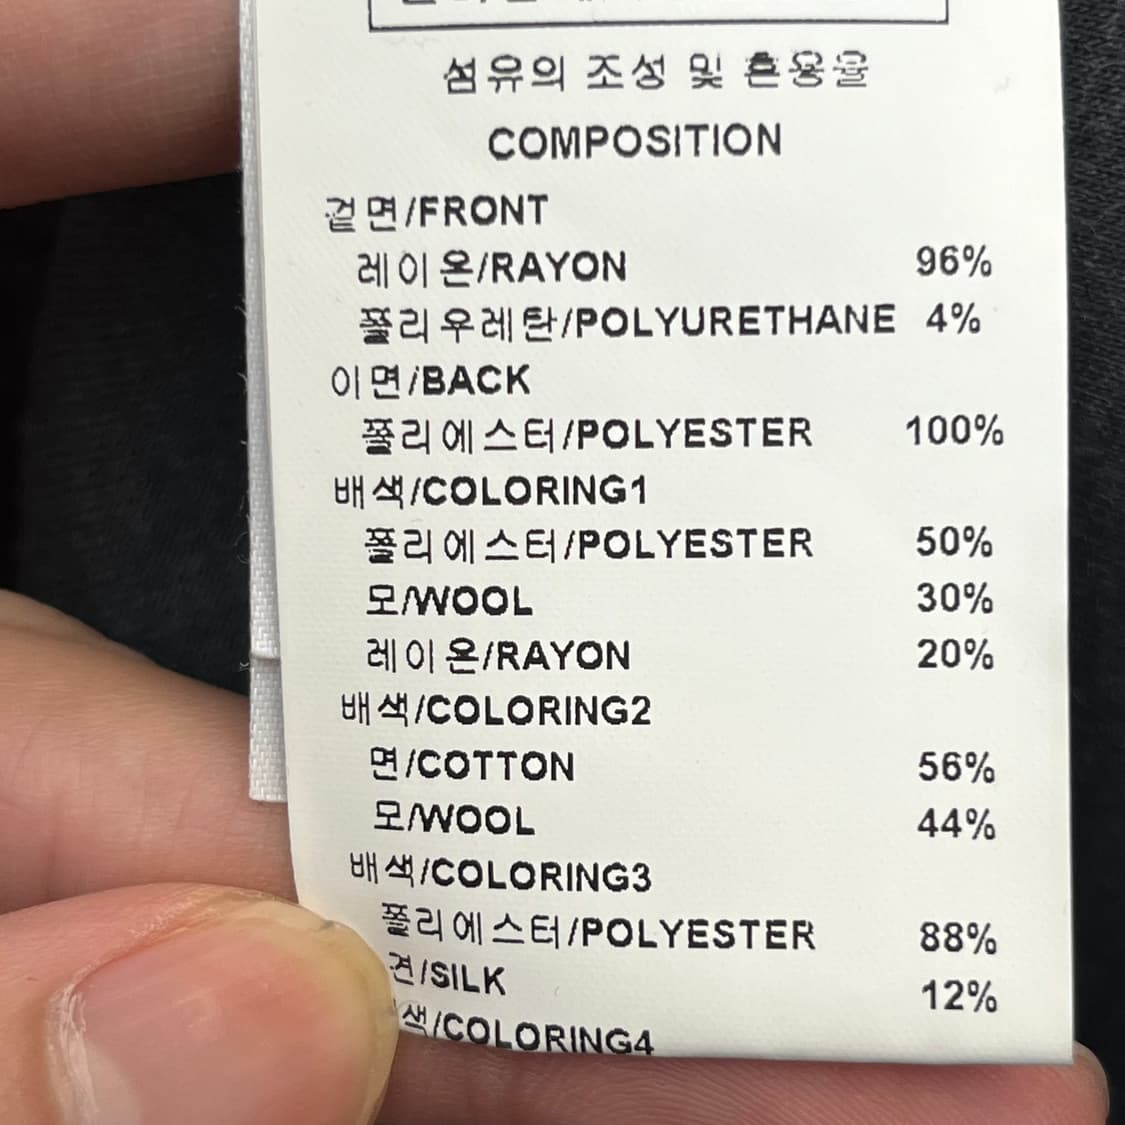 섬유의 조성 및 혼용율
COMPOSITION
겉면/FRONT
레이온/RAYON 96%
폴리우레탄/POLYURETHANE 4%
이면/BACK
폴리에스터/POLYESTER 100%
배색/COLORING1
폴리에스터/POLYESTER 50%
모/WOOL 30%
레이온/RAYON 20%
배색/COLORING2
면/COTTON 56%
모/WOOL 44%
배색/COLORING3
폴리에스터/POLYESTER 88%
견/SILK 12%
색/COLORING4